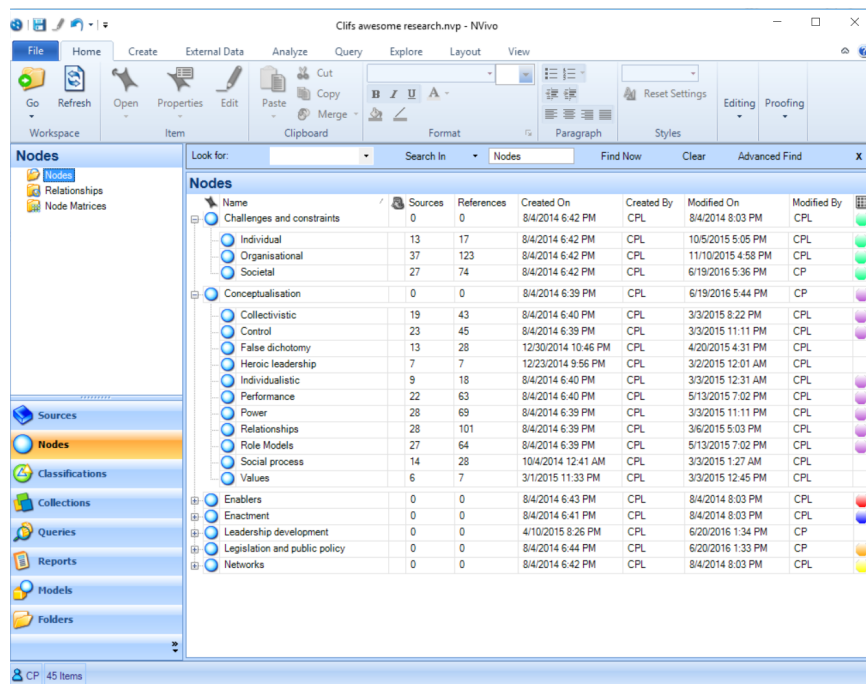 Clifs awesome research.nvp - NVivo
File Home Create External Data Analyze Query Explore Layout View
Go Refresh Open Properties Edit Paste Cut Copy Merge B I U A Reset Settings Editing Proofing
Workspace Item Clipboard Format Paragraph Styles
Nodes
Nodes
Relationships
Node Matrices
Sources
Nodes
Classifications
Collections
Queries
Reports
Models
Folders
Look for: Search In Nodes Find Now Clear Advanced Find x
Nodes
Name Sources References Created On Created By Modified On Modified By
Challenges and constraints 0 0 8/4/2014 6:42 PM CPL 8/4/2014 8:03 PM CPL
Individual 13 17 8/4/2014 6:42 PM CPL 10/5/2015 5:05 PM CPL
Organisational 37 123 8/4/2014 6:42 PM CPL 11/10/2015 4:58 PM CPL
Societal 27 74 8/4/2014 6:42 PM CPL 6/19/2016 5:36 PM CP
Conceptualisation 0 0 8/4/2014 6:39 PM CPL 6/19/2016 5:44 PM CP
Collectivistic 19 43 8/4/2014 6:40 PM CPL 3/3/2015 8:22 PM CPL
Control 23 45 8/4/2014 6:39 PM CPL 3/3/2015 11:11 PM CPL
False dichotomy 13 28 12/30/2014 10:46 PM CPL 4/20/2015 4:31 PM CPL
Heroic leadership 7 7 12/23/2014 9:56 PM CPL 3/2/2015 12:01 AM CPL
Individualistic 9 18 8/4/2014 6:40 PM CPL 3/3/2015 12:31 AM CPL
Performance 22 63 8/4/2014 6:40 PM CPL 5/13/2015 7:02 PM CPL
Power 28 69 8/4/2014 6:39 PM CPL 3/3/2015 11:11 PM CPL
Relationships 28 101 8/4/2014 6:39 PM CPL 3/6/2015 5:03 PM CPL
Role Models 27 64 8/4/2014 6:39 PM CPL 5/13/2015 7:02 PM CPL
Social process 14 28 10/4/2014 12:41 AM CPL 3/3/2015 1:27 AM CPL
Values 6 7 3/1/2015 11:33 PM CPL 3/3/2015 12:45 PM CPL
Enablers 0 0 8/4/2014 6:43 PM CPL 8/4/2014 8:03 PM CPL
Enactment 0 0 8/4/2014 6:41 PM CPL 8/4/2014 8:03 PM CPL
Leadership development 0 0 4/10/2015 8:26 PM CPL 6/20/2016 1:34 PM CP
Legislation and public policy 0 0 8/4/2014 6:44 PM CPL 6/20/2016 1:33 PM CP
Networks 0 0 8/4/2014 6:42 PM CPL 8/4/2014 8:03 PM CPL
CP 45 Items